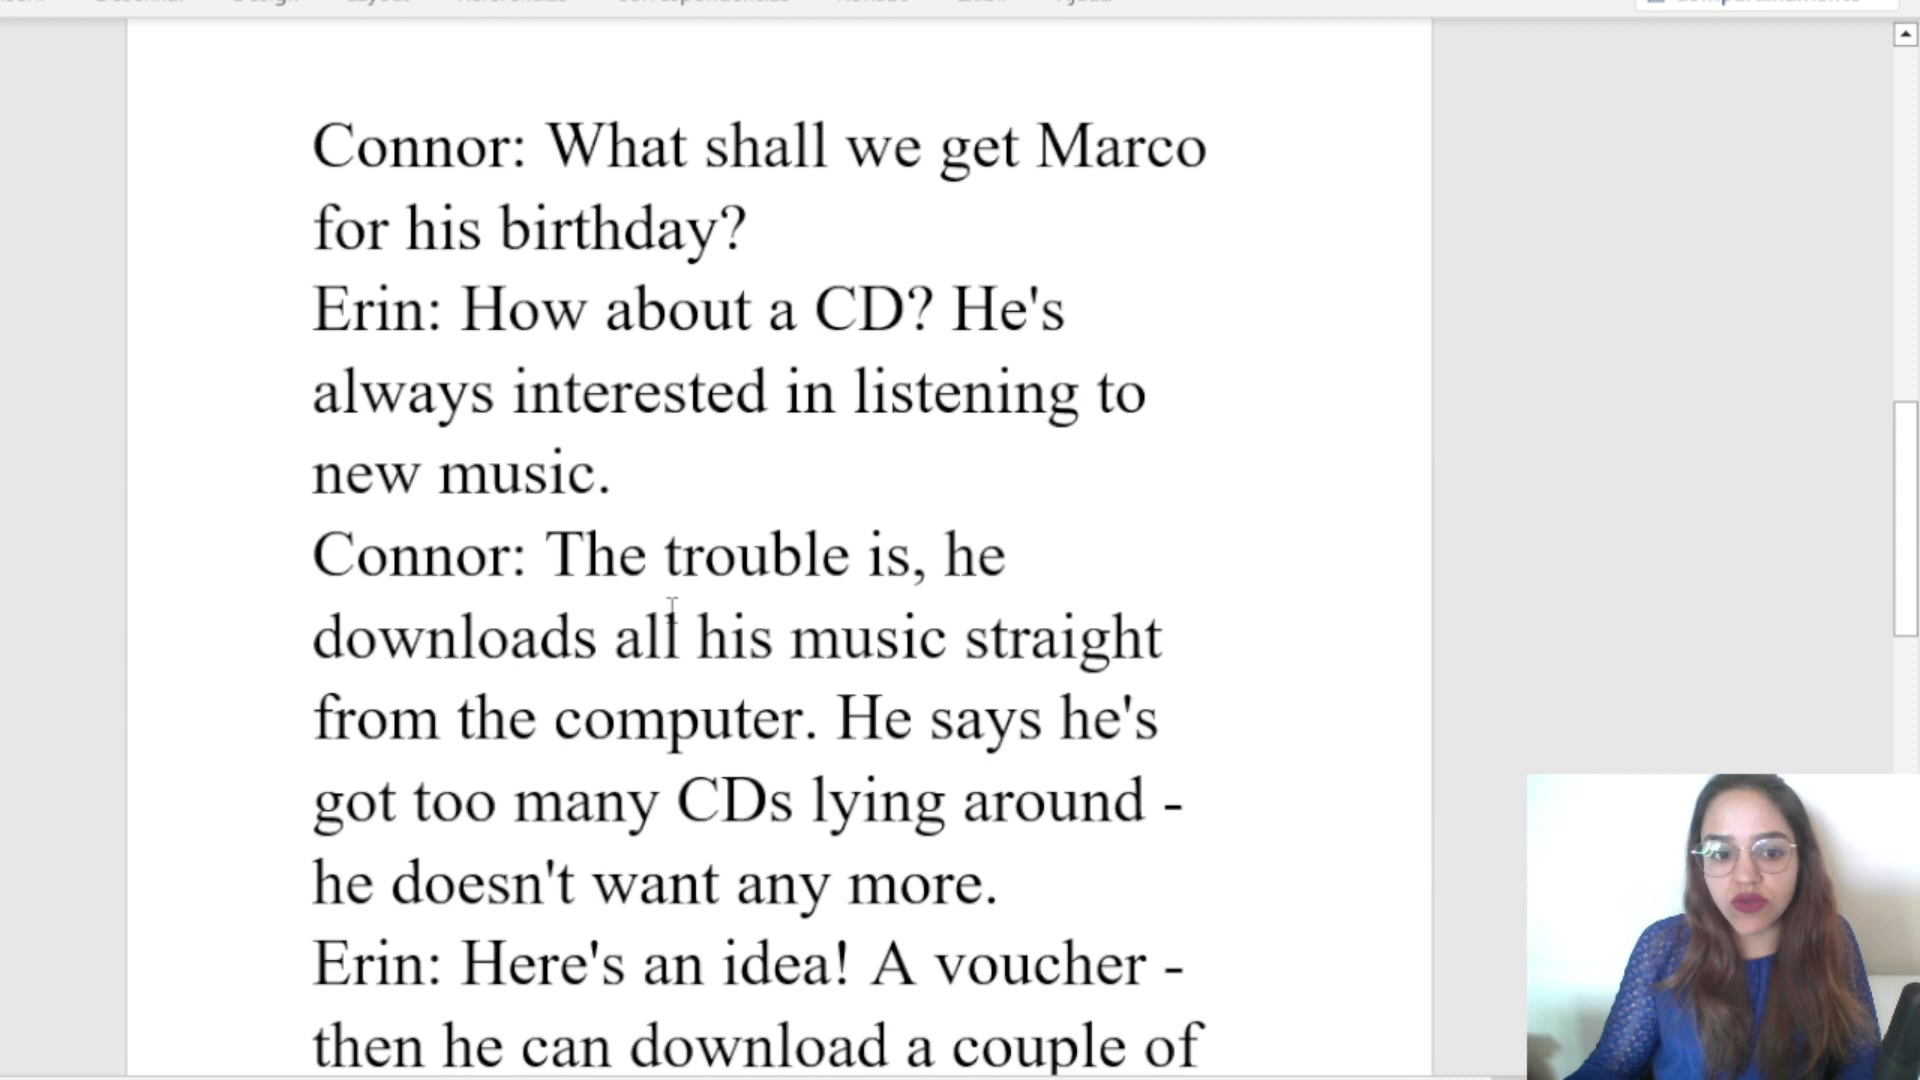 Connor: What shall we get Marco
for his birthday?
Erin: How about a CD? He's
always interested in listening to
new music.
Connor: The trouble is, he
downloads all his music straight
from the computer. He says he's
got too many CDs lying around -
he doesn't want any more.
Erin: Here's an idea! A voucher -
then he can download a couple of